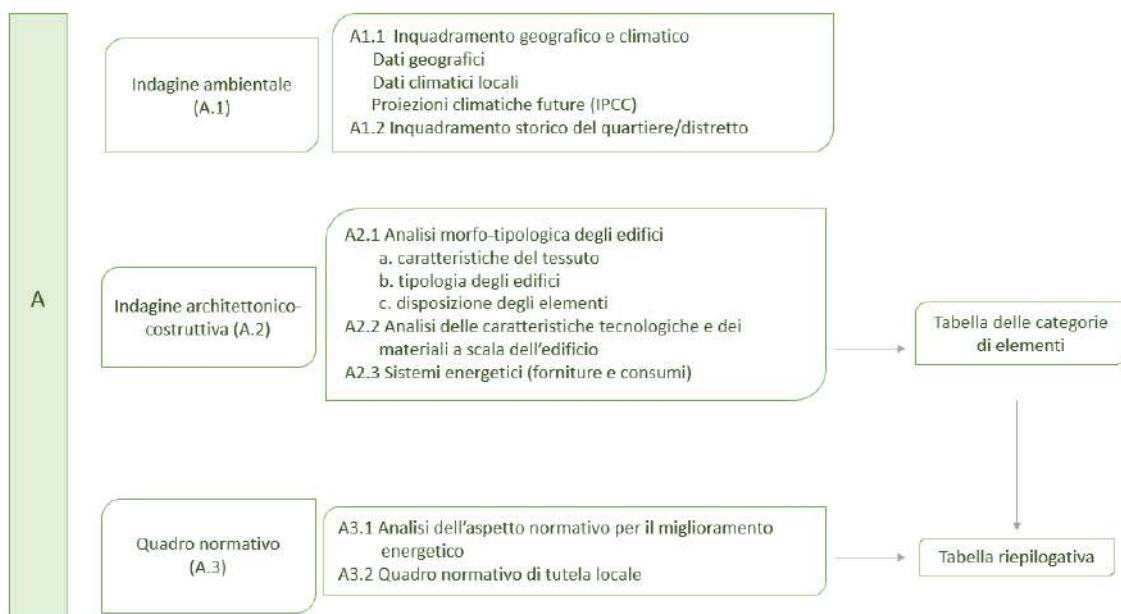 A
Indagine ambientale
(A.1)
A1.1 Inquadramento geografico e climatico
Dati geografici
Dati climatici locali
Proiezioni climatiche future (IPCC)
A1.2 Inquadramento storico del quartiere/distretto
Indagine architettonico-
costruttiva (A.2)
A2.1 Analisi morfo-tipologica degli edifici
a. caratteristiche del tessuto
b. tipologia degli edifici
c. disposizione degli elementi
A2.2 Analisi delle caratteristiche tecnologiche e dei
materiali a scala dell'edificio
A2.3 Sistemi energetici (forniture e consumi)
Tabella delle categorie
di elementi
Quadro normativo
(A.3)
A3.1 Analisi dell'aspetto normativo per il miglioramento
energetico
A3.2 Quadro normativo di tutela locale
Tabella riepilogativa